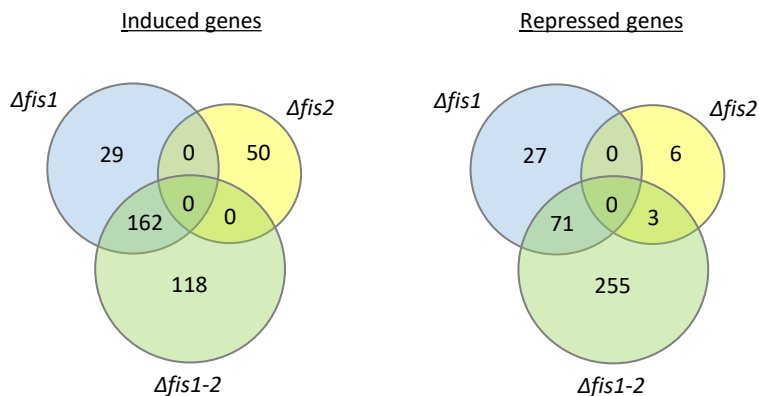 Induced genes
Δfis1
Δfis2
29
0
50
0
0
162
118
Δfis1-2
Repressed genes
Δfis1
Δfis2
27
0
6
0
3
71
255
Δfis1-2